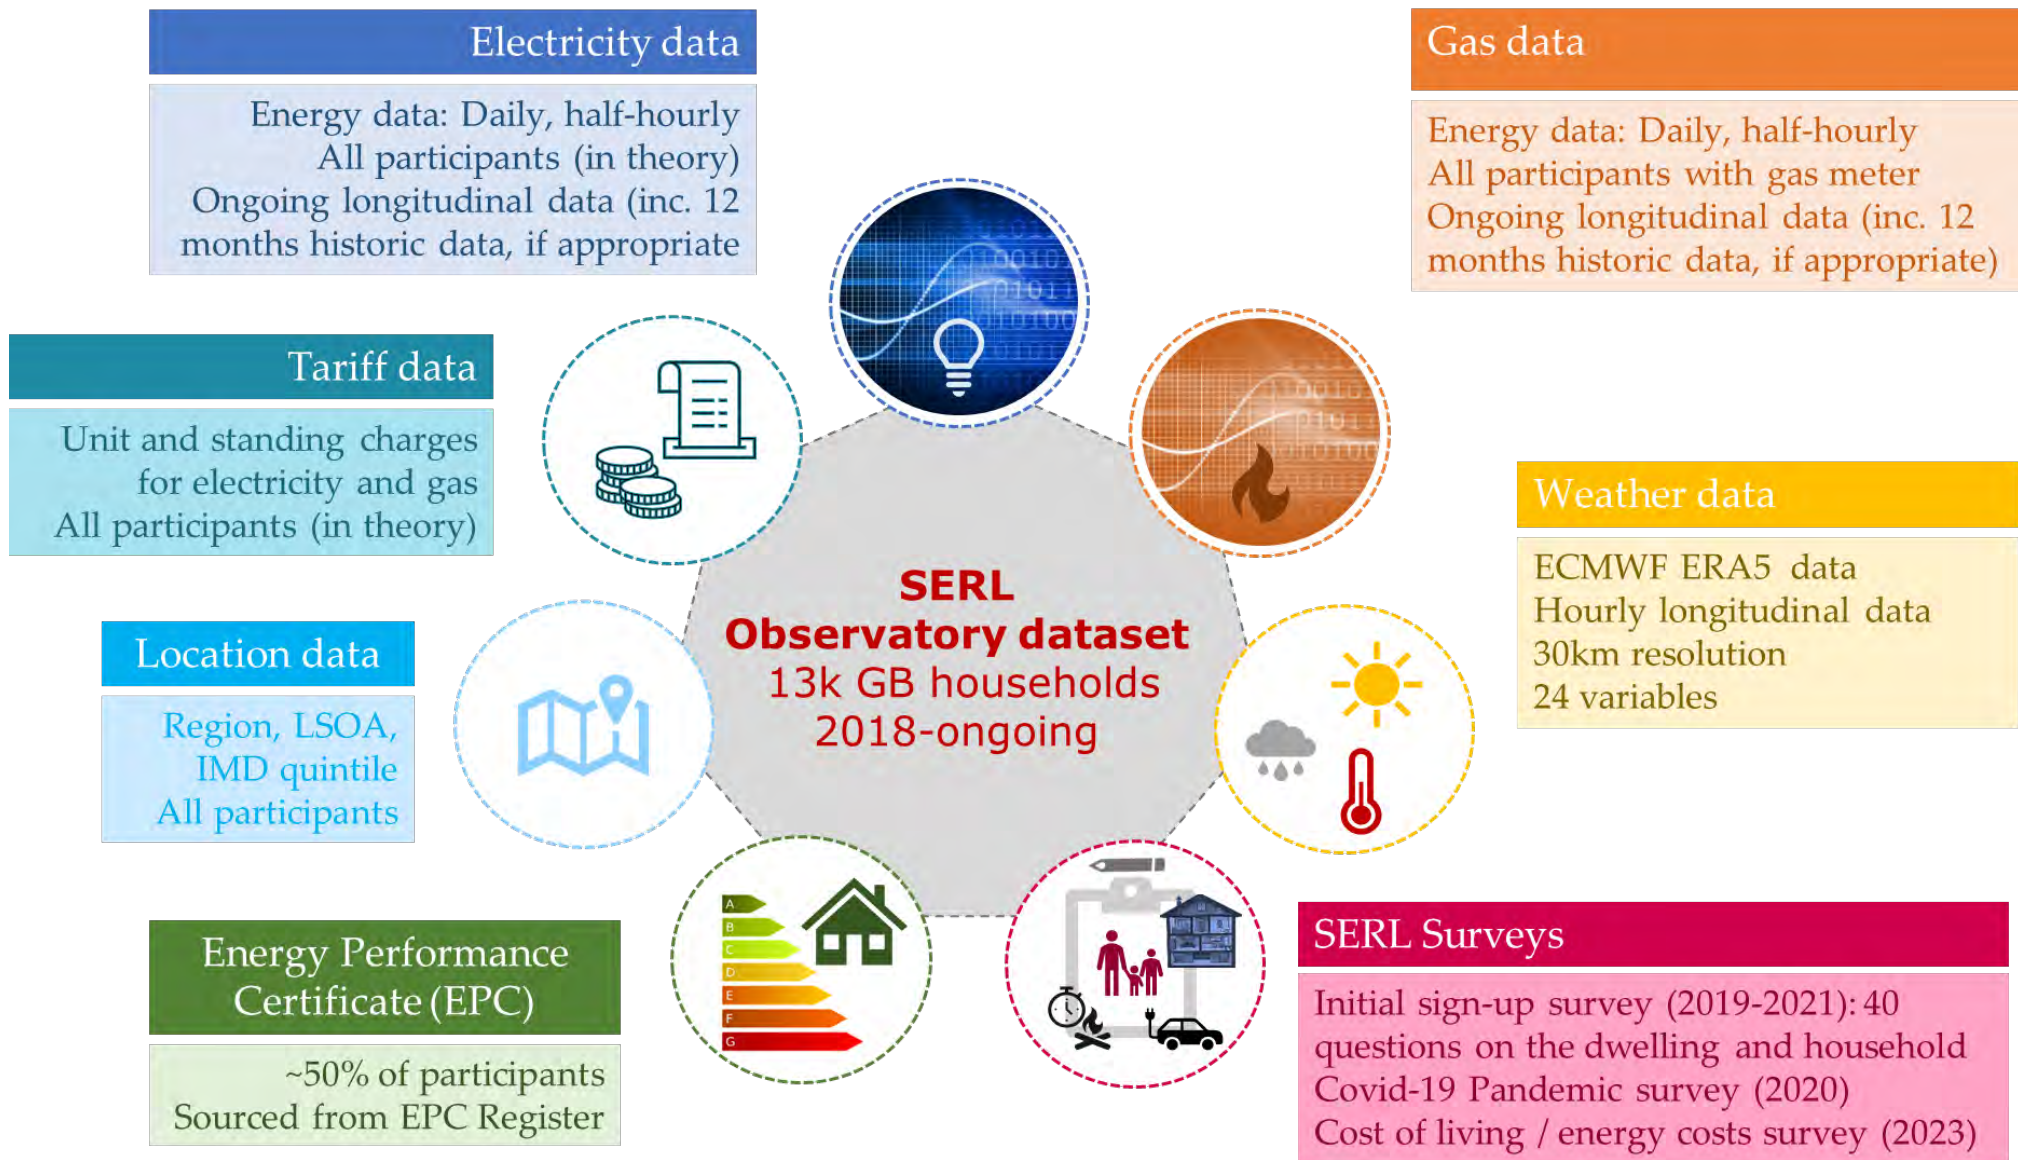 Electricity data
Energy data: Daily, half-hourly
All participants (in theory)
Ongoing longitudinal data (inc. 12
months historic data, if appropriate
Gas data
Energy data: Daily, half-hourly
All participants with gas meter
Ongoing longitudinal data (inc. 12
months historic data, if appropriate)
Tariff data
Unit and standing charges
for electricity and gas
All participants (in theory)
Weather data
ECMWF ERA5 data
Hourly longitudinal data
30km resolution
24 variables
SERL
Observatory dataset
13k GB households
2018-ongoing
Location data
Region, LSOA,
IMD quintile
All participants
Energy Performance
Certificate (EPC)
~50% of participants
Sourced from EPC Register
A
B
C
D
E
F
G
SERL Surveys
Initial sign-up survey (2019-2021): 40
questions on the dwelling and household
Covid-19 Pandemic survey (2020)
Cost of living / energy costs survey (2023)